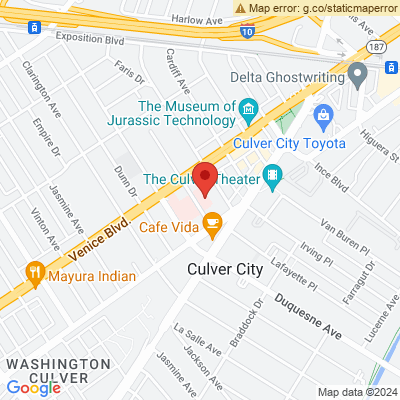 Map error: g.co/staticmaperror
Harlow Ave
Exposition Blvd
10
187
Cardiff Ave
Faris Dr
Clarington Ave
Delta Ghostwriting
The Museum of
Jurassic Technology
Culver City Toyota
Higuera St
Empire Dr
Dunn Dr
The Culver Theater
Ince Blvd
Jasmine Ave
Vinton Ave
Venice Blvd.
Cafe Vida
Van Buren Pl
Irving Pl
Mayura Indian
Culver City
Lafayette Pl
Farragut Dr
Duquesne Ave
Braddock Dr
Lucerne Ave
La Salle Ave
Jackson Ave
Jasmine Ave
WASHINGTON
CULVER
Google
Map data ©2024